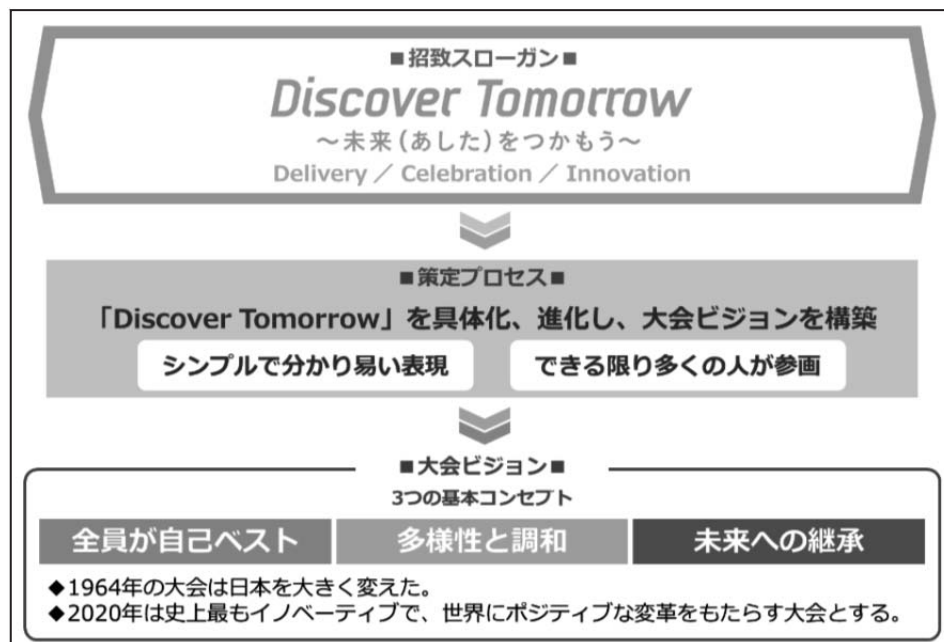 ■招致スローガン■
Discover Tomorrow
～未来(あした)をつかもう～
Delivery ／ Celebration ／ Innovation
■策定プロセス■
「Discover Tomorrow」を具体化、進化し、大会ビジョンを構築
シンプルで分かり易い表現 できる限り多くの人が参画
■大会ビジョン■
3つの基本コンセプト
全員が自己ベスト 多様性と調和 未来への継承
◆1964年の大会は日本を大きく変えた。
◆2020年は史上最もイノベーティブで、世界にポジティブな変革をもたらす大会とする。